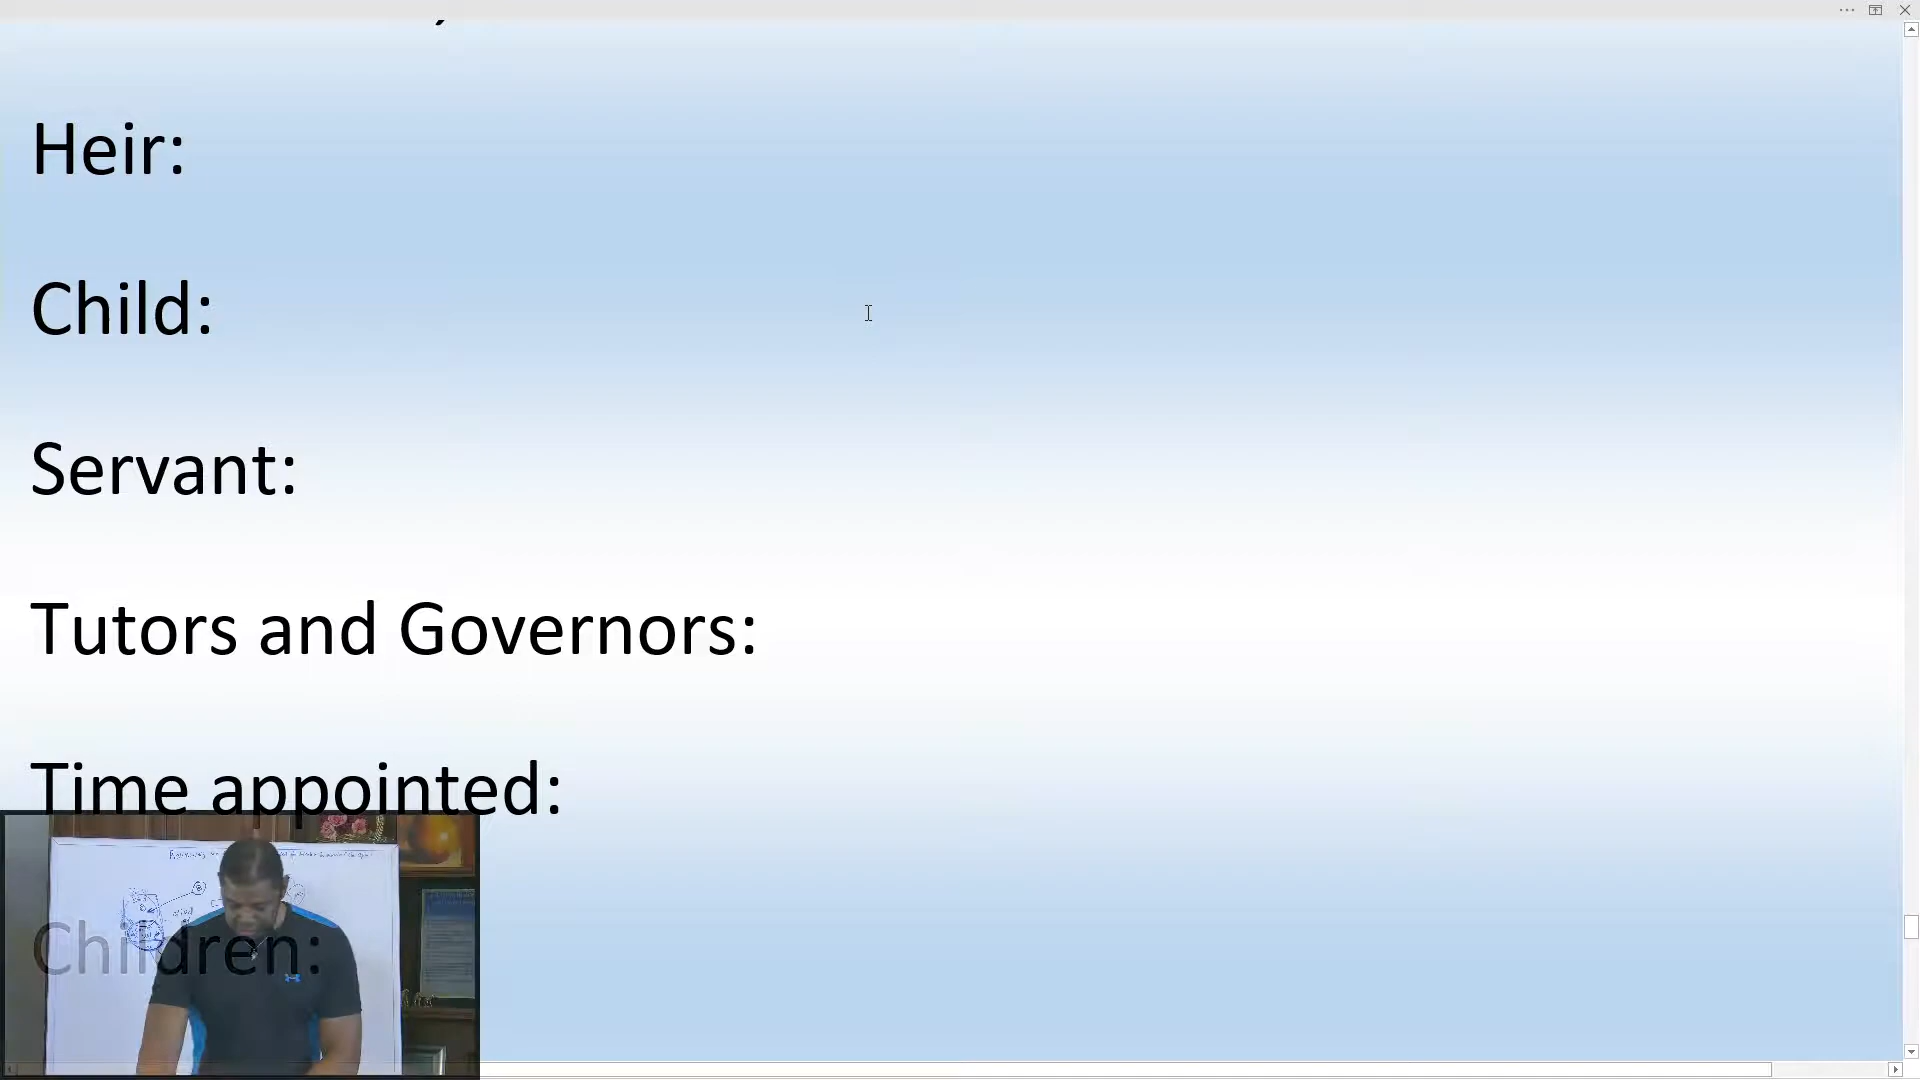 Heir:
Child:
Servant:
Tutors and Governors:
Time appointed:
Children: